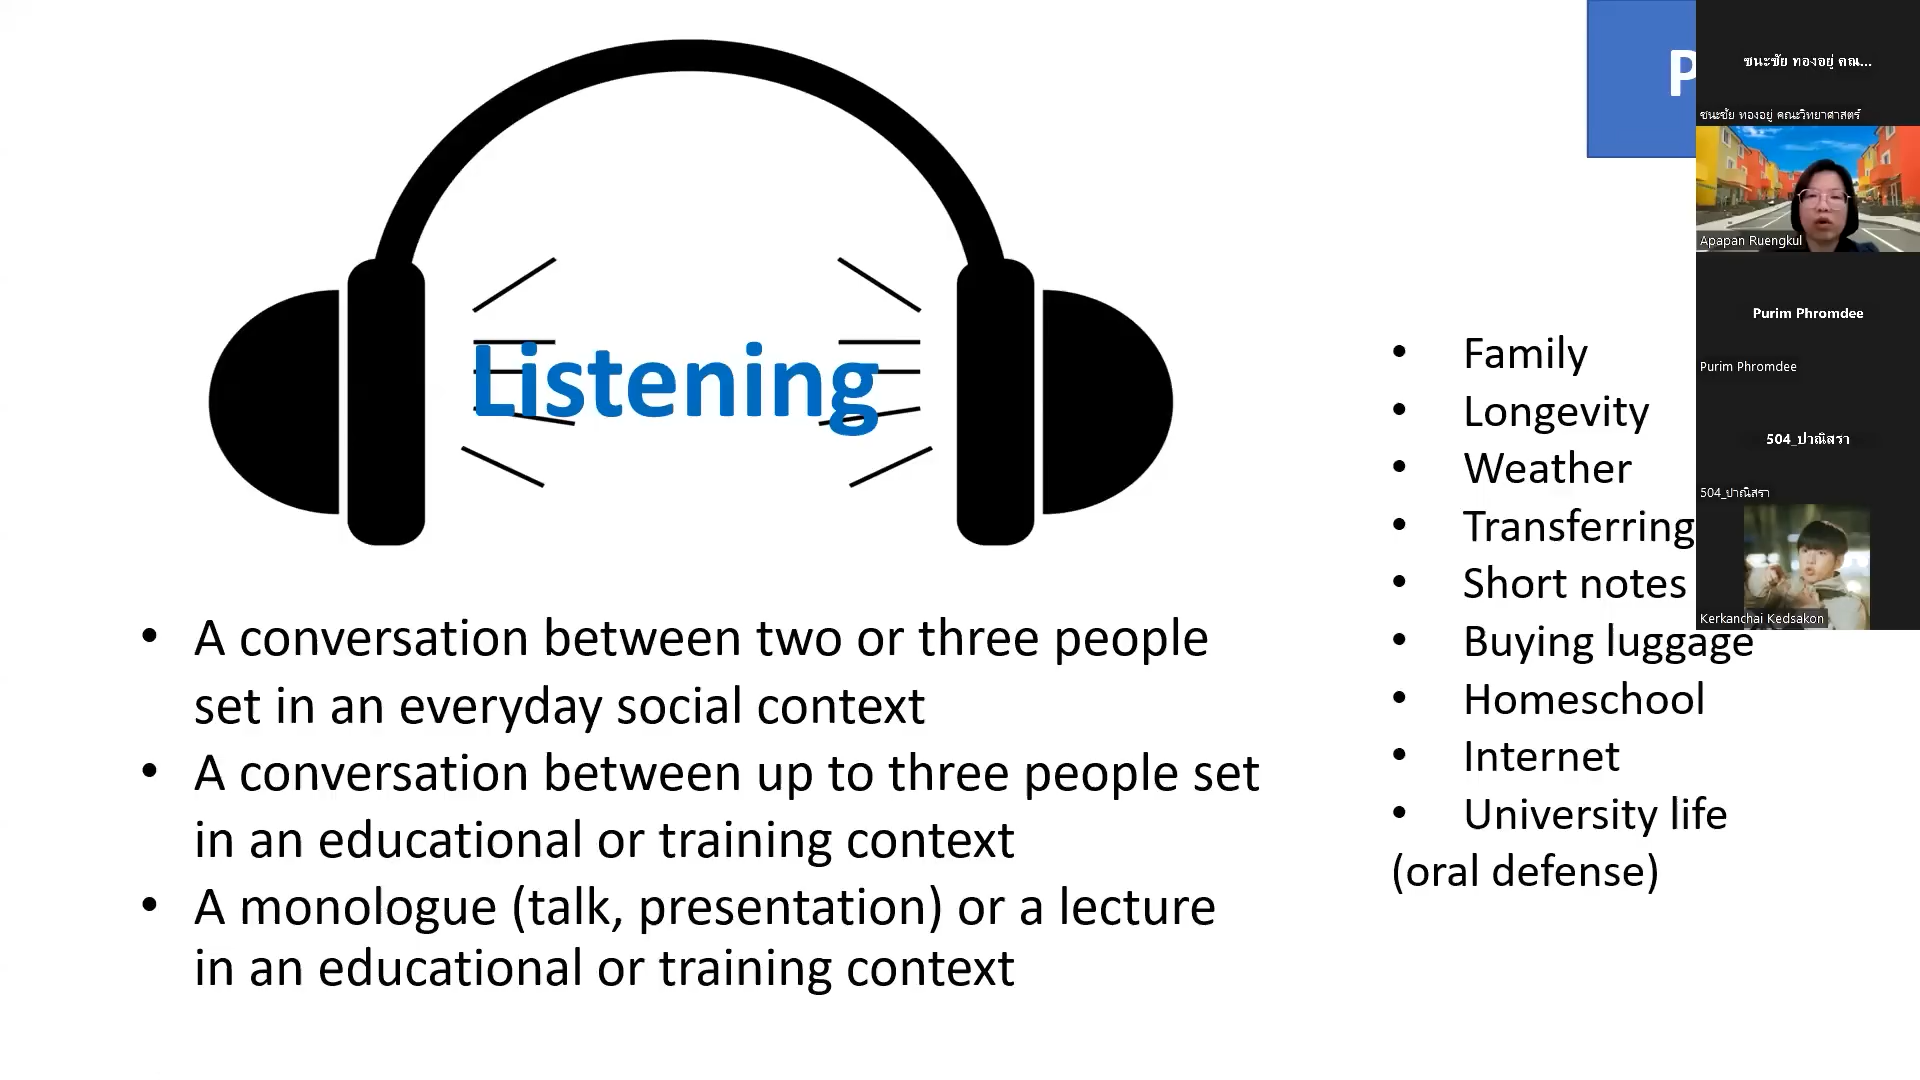 Listening
• A conversation between two or three people
set in an everyday social context
• A conversation between up to three people set
in an educational or training context
• A monologue (talk, presentation) or a lecture
in an educational or training context
P
• Family
• Longevity
• Weather
• Transferring
• Short notes
• Buying luggage
• Homeschool
• Internet
• University life
(oral defense)
ชนะชัย ทองอยู่ คณ...
ชนะชัย ทองอยู่ คณะวิทยาศาสตร์
Apapan Ruengkul
Purim Phromdee
Purim Phromdee
504_ปาณิสรา
504_ปาณิสรา
Kerkanchai Kedsakon